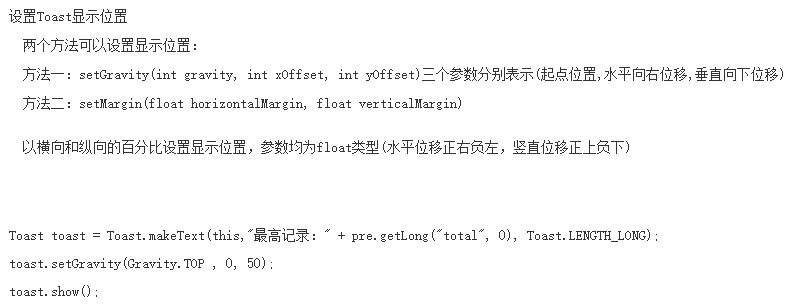 设置Toast显示位置
两个方法可以设置显示位置：
方法一：setGravity(int gravity, int xOffset, int yOffset)三个参数分别表示(起点位置,水平向右位移,垂直向下位移)
方法二：setMargin(float horizontalMargin, float verticalMargin)
以横向和纵向的百分比设置显示位置，参数均为float类型(水平位移正右负左，竖直位移正上负下)
Toast toast = Toast.makeText(this,"最高记录：" + pre.getLong("total", 0), Toast.LENGTH_LONG);
toast.setGravity(Gravity.TOP , 0, 50);
toast.show();